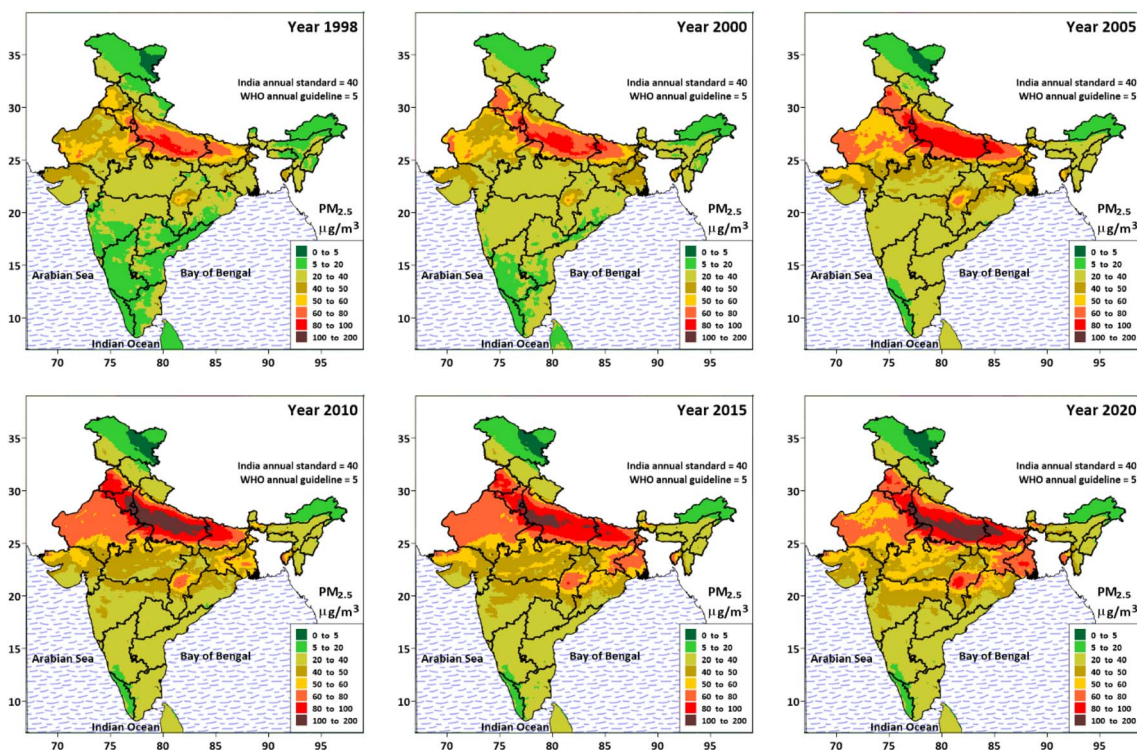 Year 1998
India annual standard = 40
WHO annual guideline = 5
PM2.5
μg/m3
0 to 5
5 to 20
20 to 40
40 to 50
50 to 60
60 to 80
80 to 100
100 to 200
Arabian Sea
Bay of Bengal
Indian Ocean
35
30
25
20
15
10
70 75 80 85 90 95
Year 2000
India annual standard = 40
WHO annual guideline = 5
PM2.5
μg/m3
0 to 5
5 to 20
20 to 40
40 to 50
50 to 60
60 to 80
80 to 100
100 to 200
Arabian Sea
Bay of Bengal
Indian Ocean
35
30
25
20
15
10
70 75 80 85 90 95
Year 2005
India annual standard = 40
WHO annual guideline = 5
PM2.5
μg/m3
0 to 5
5 to 20
20 to 40
40 to 50
50 to 60
60 to 80
80 to 100
100 to 200
Arabian Sea
Bay of Bengal
Indian Ocean
35
30
25
20
15
10
70 75 80 85 90 95
Year 2010
India annual standard = 40
WHO annual guideline = 5
PM2.5
μg/m3
0 to 5
5 to 20
20 to 40
40 to 50
50 to 60
60 to 80
80 to 100
100 to 200
Arabian Sea
Bay of Bengal
Indian Ocean
35
30
25
20
15
10
70 75 80 85 90 95
Year 2015
India annual standard = 40
WHO annual guideline = 5
PM2.5
μg/m3
0 to 5
5 to 20
20 to 40
40 to 50
50 to 60
60 to 80
80 to 100
100 to 200
Arabian Sea
Bay of Bengal
Indian Ocean
35
30
25
20
15
10
70 75 80 85 90 95
Year 2020
India annual standard = 40
WHO annual guideline = 5
PM2.5
μg/m3
0 to 5
5 to 20
20 to 40
40 to 50
50 to 60
60 to 80
80 to 100
100 to 200
Arabian Sea
Bay of Bengal
Indian Ocean
35
30
25
20
15
10
70 75 80 85 90 95